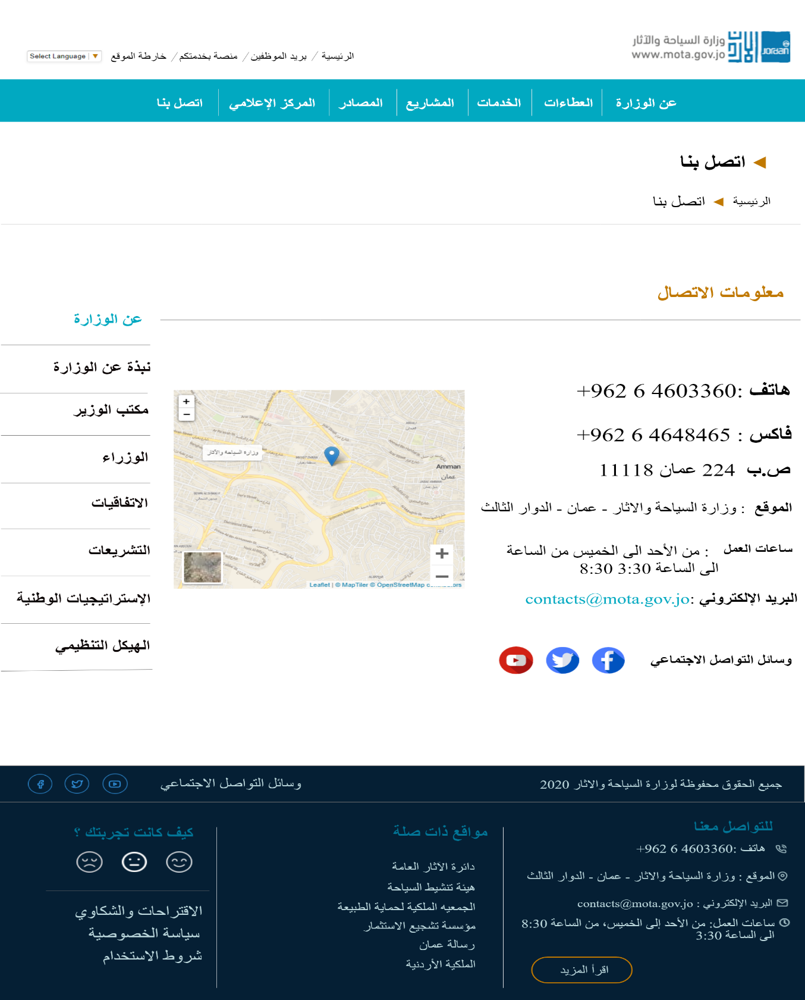 وزارة السياحة والآثار
www.mota.gov.jo
الأردن
Jordan
الرئيسية / بريد الموظفين / منصة بخدمتكم / خارطة الموقع
Select Language
عن الوزارة
العطاءات
الخدمات
المشاريع
المصادر
المركز الإعلامي
اتصل بنا
اتصل بنا
الرئيسية ◄ اتصل بنا
معلومات الاتصال
هاتف :4603360 6 962+
فاكس : 4648465 6 962+
ص.ب 224 عمان 11118
الموقع : وزارة السياحة والاثار - عمان - الدوار الثالث
ساعات العمل : من الأحد الى الخميس من الساعة
8:30 الى الساعة 3:30
البريد الإلكتروني :contacts@mota.gov.jo
وسائل التواصل الاجتماعي
+
−
وزارة السياحة والآثار
Amman
عمان
+
−
Leaflet | © MapTiler © OpenStreetMap contributors
عن الوزارة
نبذة عن الوزارة
مكتب الوزير
الوزراء
الاتفاقيات
التشريعات
الإستراتيجيات الوطنية
الهيكل التنظيمي
جميع الحقوق محفوظة لوزارة السياحة والاثار 2020
وسائل التواصل الاجتماعي
للتواصل معنا
هاتف :4603360 6 962+
الموقع : وزارة السياحة والاثار - عمان - الدوار الثالث
البريد الإلكتروني : contacts@mota.gov.jo
ساعات العمل: من الأحد إلى الخميس، من الساعة 8:30
الى الساعة 3:30
اقرأ المزيد
مواقع ذات صلة
دائرة الآثار العامة
هيئة تنشيط السياحة
الجمعيه الملكية لحماية الطبيعة
مؤسسة تشجيع الاستثمار
رسالة عمان
الملكية الأردنية
كيف كانت تجربتك ؟
الاقتراحات والشكاوي
سياسة الخصوصية
شروط الاستخدام